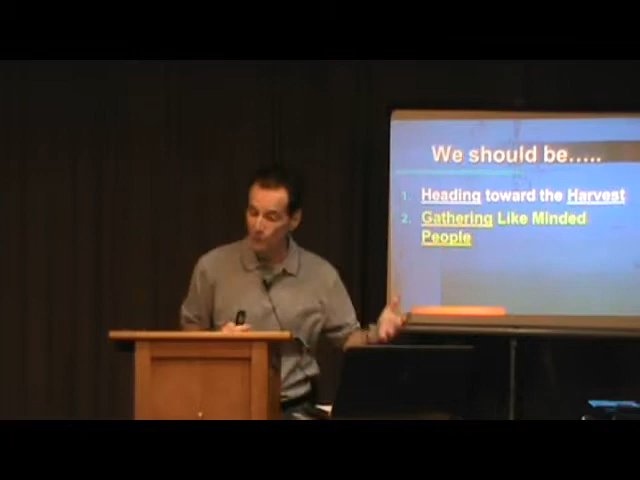 We should be.....
1. Heading toward the Harvest
2. Gathering Like Minded
People